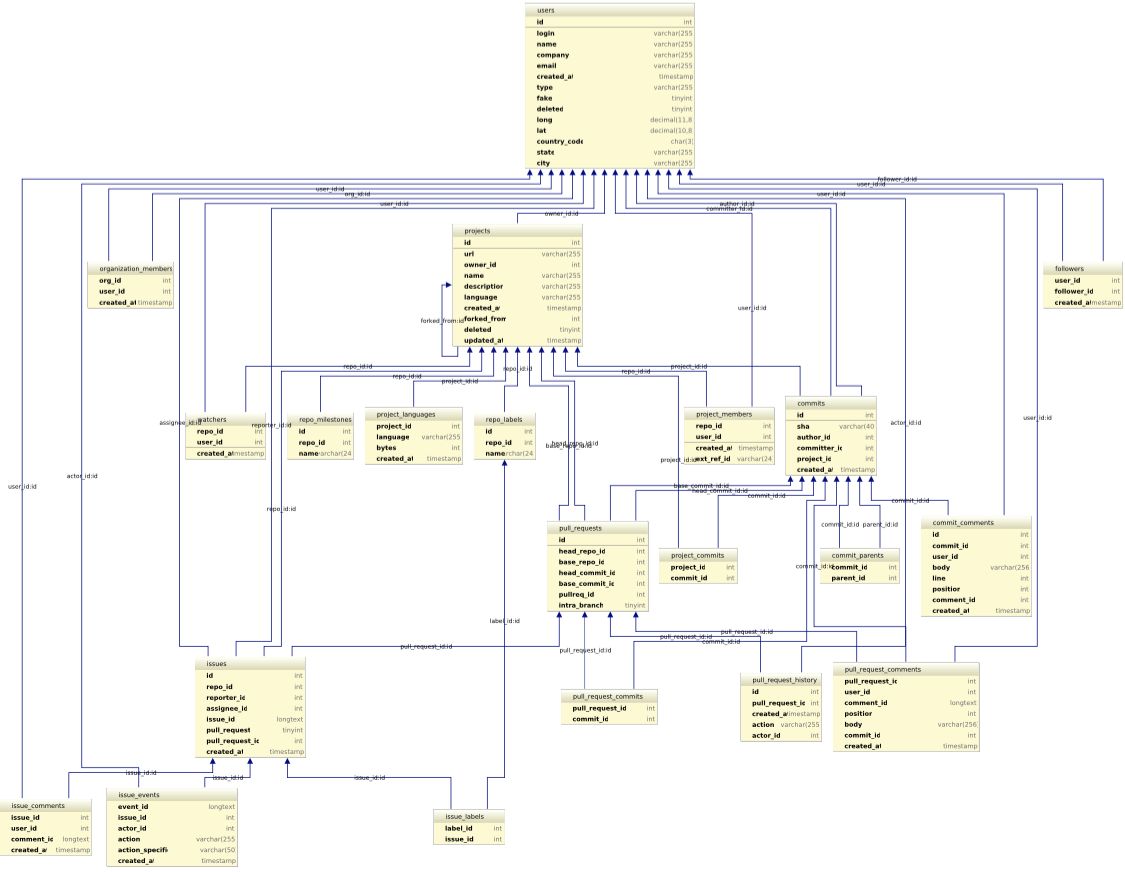 users
id int
login varchar(255
name varchar(255
company varchar(255
email varchar(255
created_at timestamp
type varchar(255
fake tinyint
deleted tinyint
long decimal(11,8
lat decimal(10,8
country_code char(3)
state varchar(255
city varchar(255
follower_id:id
user_id:id
user_id:id
org_id:id
user_id:id
user_id:id
author_id:id
committer_id:id
owner_id:id
projects
id int
url varchar(255
owner_id int
name varchar(255
description varchar(255
language varchar(255
created_at timestamp
forked_from int
deleted tinyint
updated_at timestamp
forked_from:id
organization_members
org_id int
user_id int
created_at timestamp
followers
user_id int
follower_id int
created_at mestamp
user_id:id
repo_id:id
repo_id:id
project_id:id
repo_id:id
repo_id:id
project_id:id
watchers
repo_id int
user_id int
created_at mestamp
assignee_id:id
reporter_id:id
repo_milestones
id int
repo_id int
name varchar(24
project_languages
project_id int
language varchar(255
bytes int
created_at timestamp
repo_labels
id int
repo_id int
name varchar(24
head_repo_id:id
base_repo_id:id
project_members
repo_id int
user_id int
created_at timestamp
ext_ref_id varchar(24
project_id:id
commits
id int
sha varchar(40
author_id int
committer_id int
project_id int
created_at timestamp
actor_id:id
user_id:id
user_id:id
actor_id:id
repo_id:id
base_commit_id:id
head_commit_id:id
commit_id:id
commit_id:id
commit_id:id
parent_id:id
commit_id:id
pull_requests
id int
head_repo_id int
base_repo_id int
head_commit_id int
base_commit_id int
pullreq_id int
intra_branch tinyint
project_commits
project_id int
commit_id int
commit_parents
commit_id int
parent_id int
commit_comments
id int
commit_id int
user_id int
body varchar(256
line int
position int
comment_id int
created_at timestamp
label_id:id
pull_request_id:id
pull_request_id:id
pull_request_id:id
commit_id:id
pull_request_id:id
issues
id int
repo_id int
reporter_id int
assignee_id int
issue_id longtext
pull_request tinyint
pull_request_id int
created_at timestamp
pull_request_commits
pull_request_id int
commit_id int
pull_request_history
id int
pull_request_id int
created_at timestamp
action varchar(255
actor_id int
pull_request_comments
pull_request_id int
user_id int
comment_id longtext
position int
body varchar(256
commit_id int
created_at timestamp
issue_id:id
issue_id:id
issue_id:id
issue_comments
issue_id int
user_id int
comment_id longtext
created_at timestamp
issue_events
event_id longtext
issue_id int
actor_id int
action varchar(255
action_specific varchar(50
created_at timestamp
issue_labels
label_id int
issue_id int